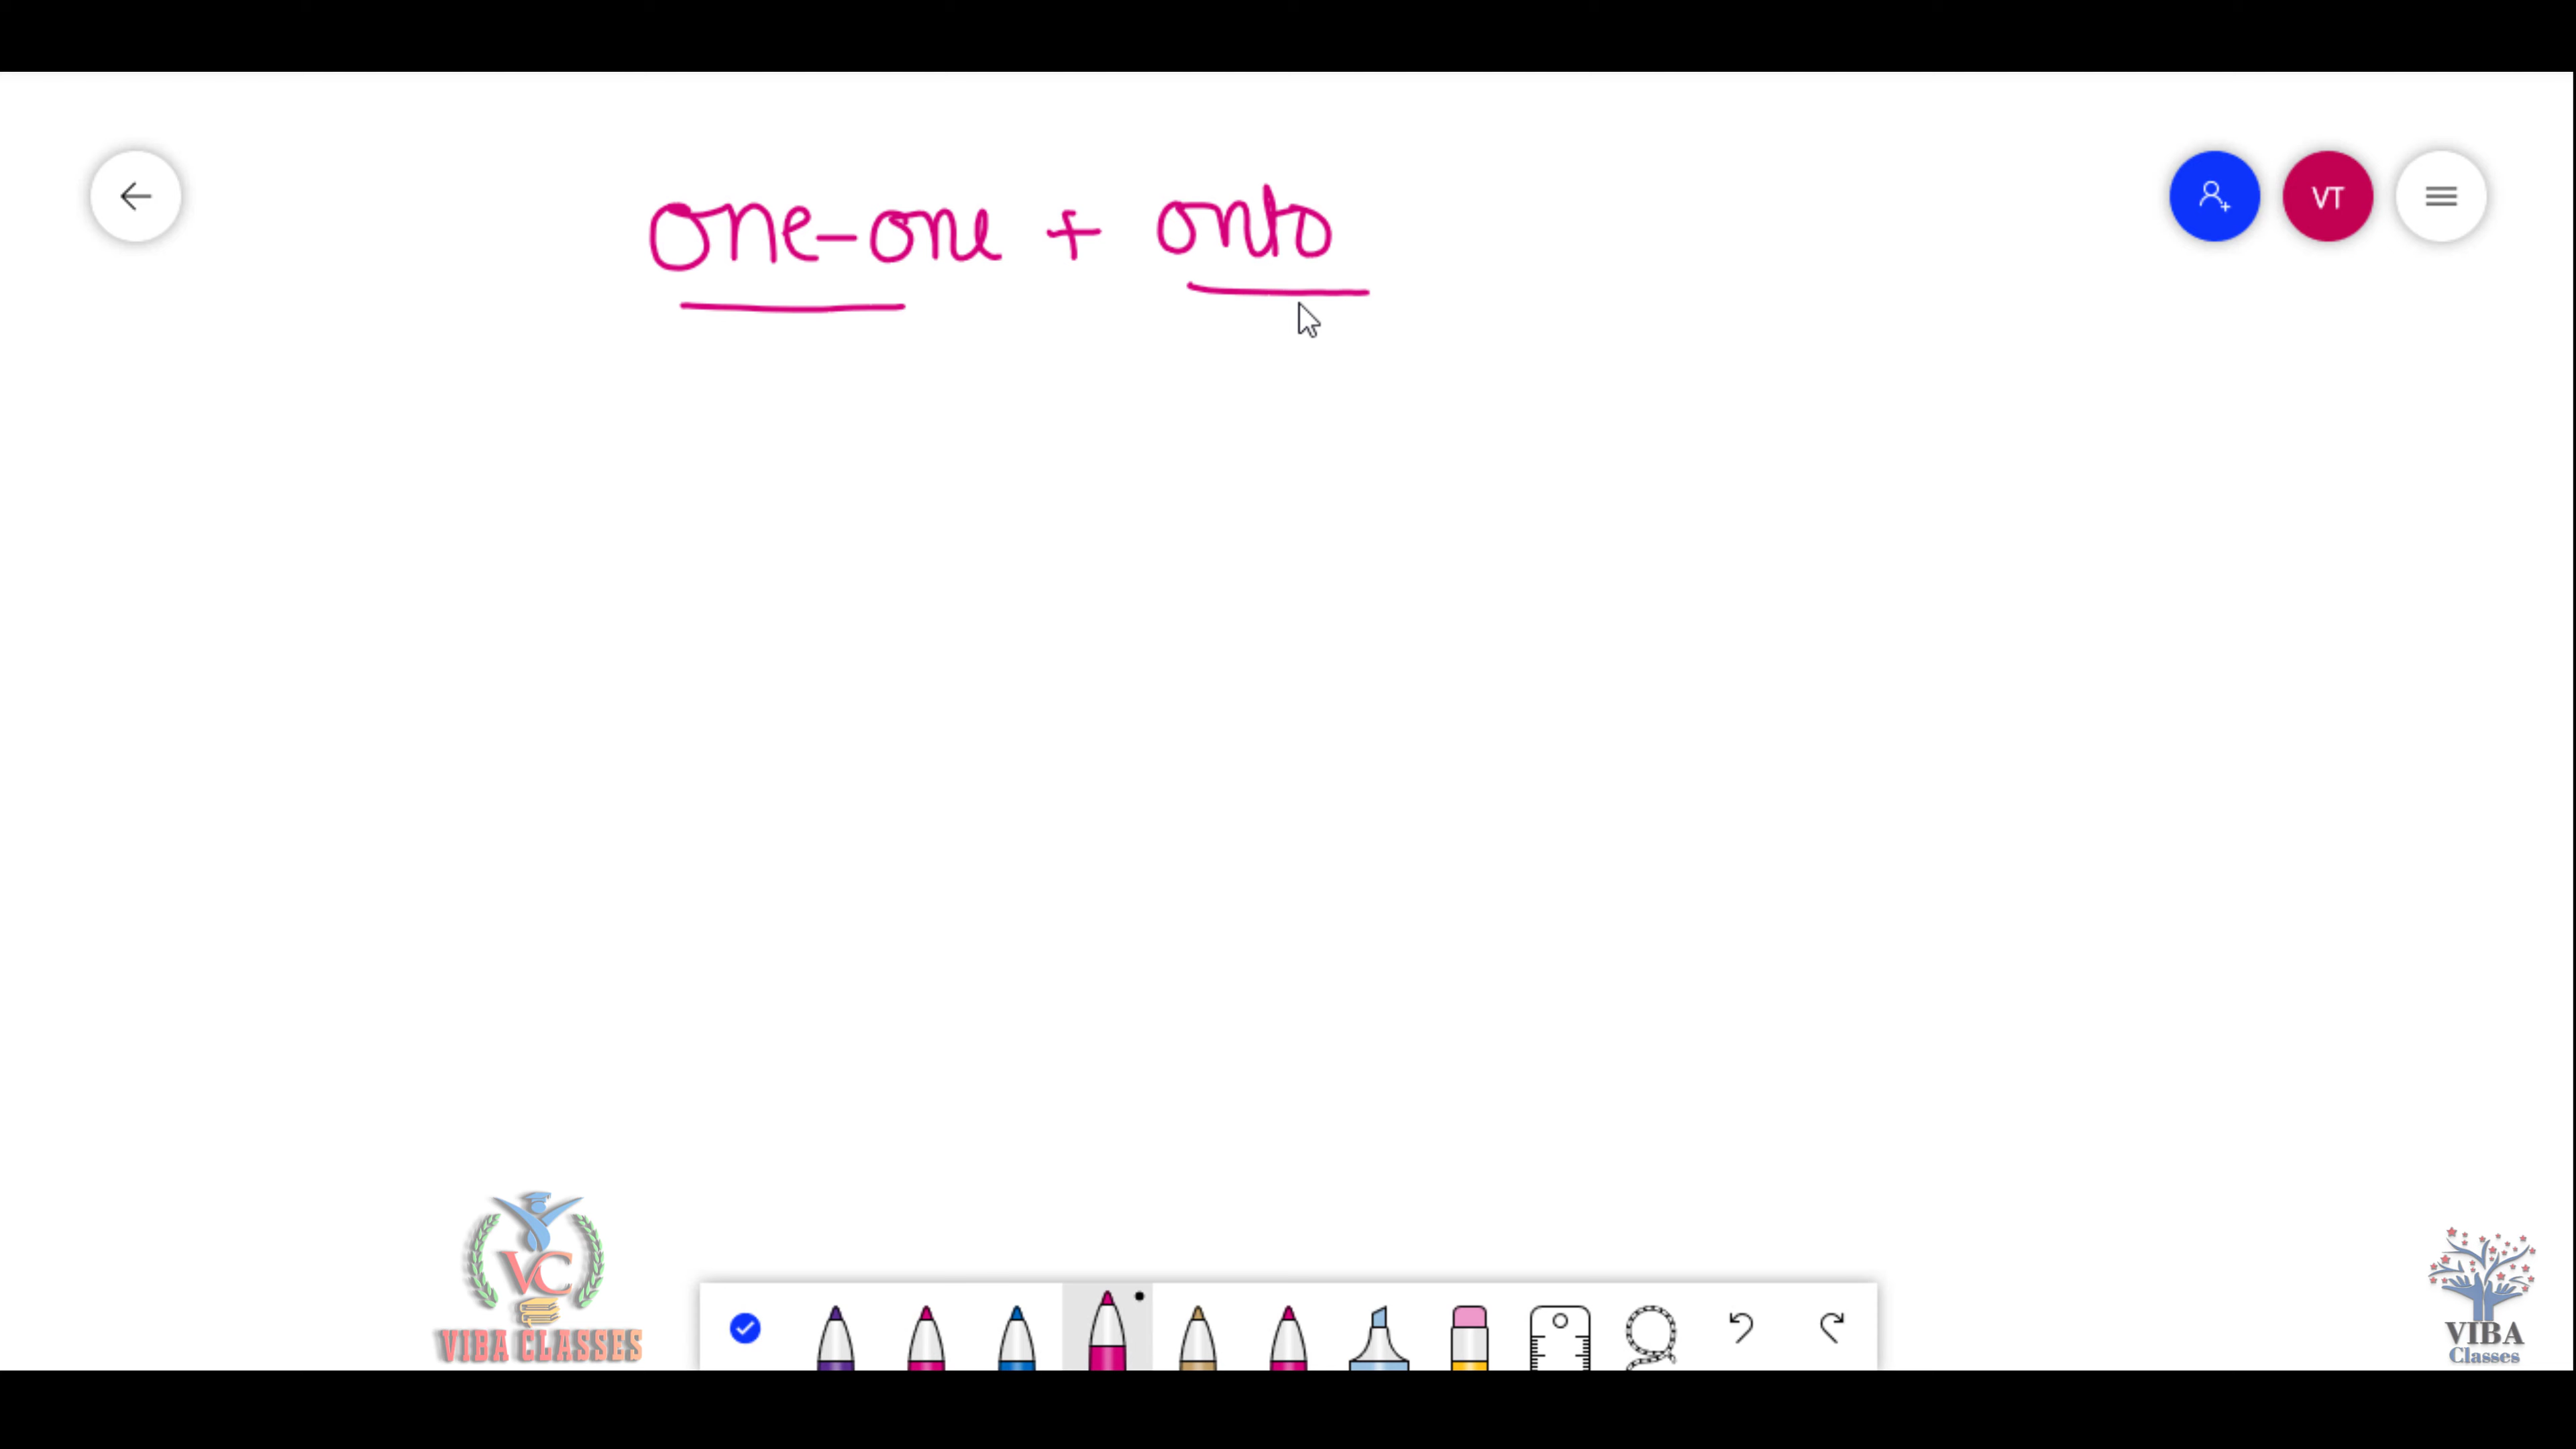 one-one + onto
VT
VC
VIBA CLASSES
VIBA
Classes